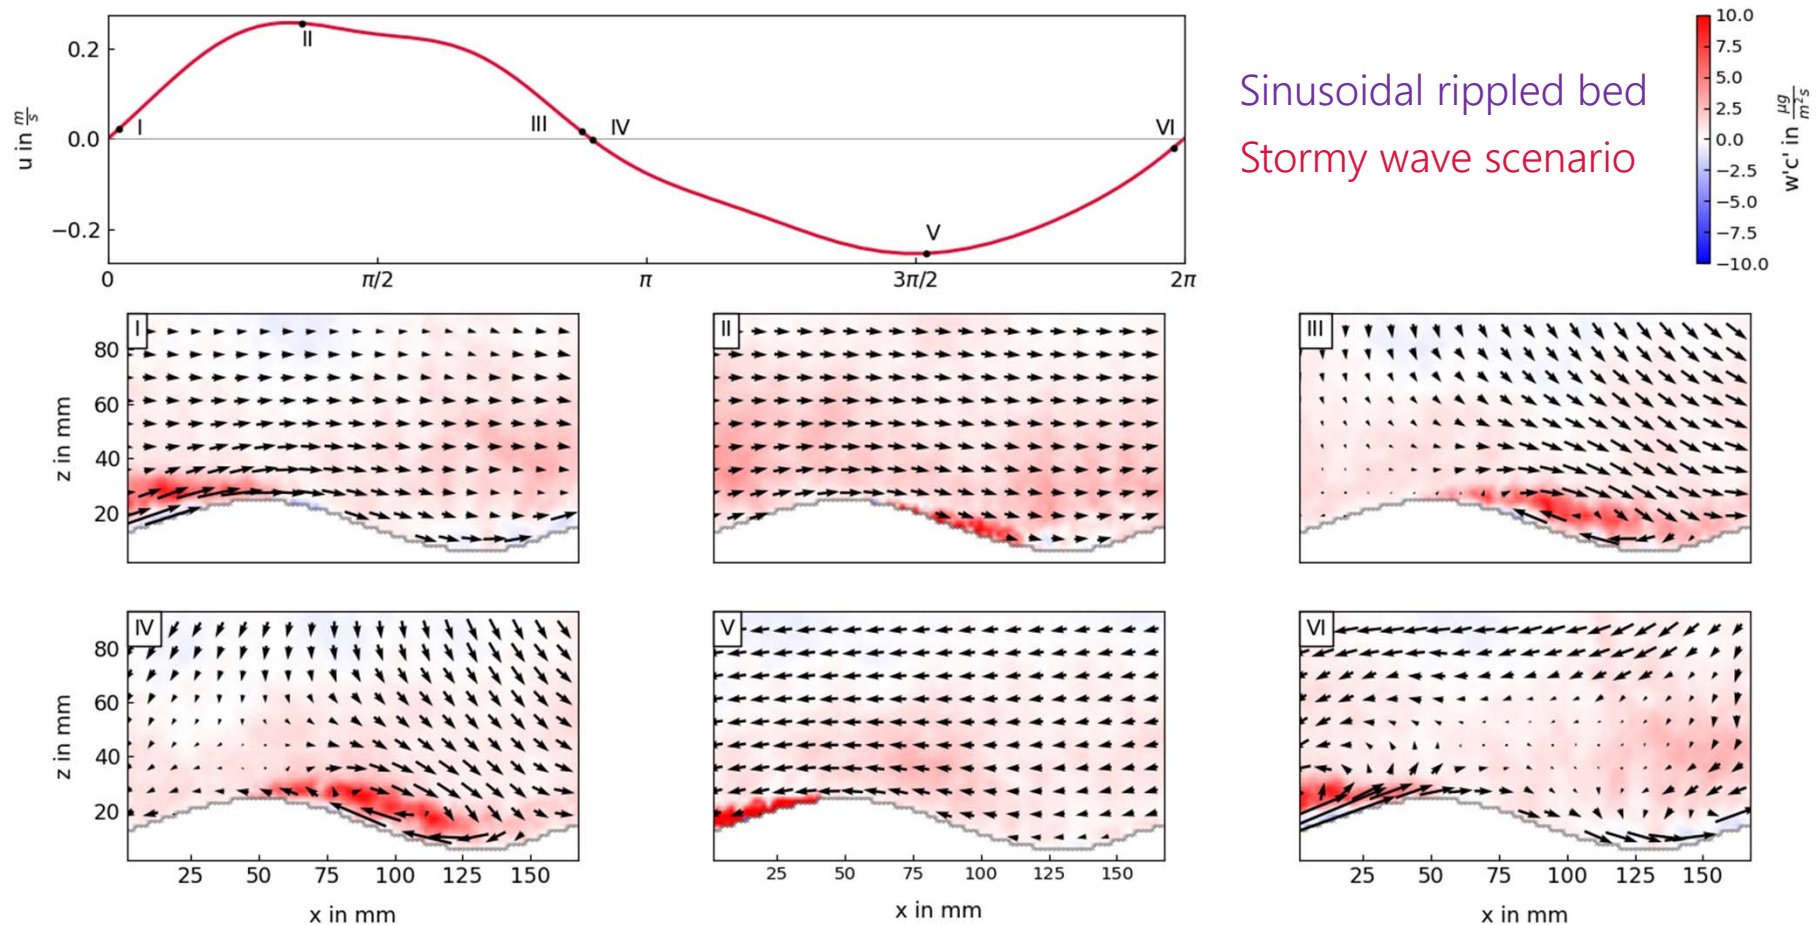 0.2
0.0
−0.2
u in m/s
I
II
III
IV
V
VI
0
π/2
π
3π/2
2π
Sinusoidal rippled bed
Stormy wave scenario
10.0
7.5
5.0
2.5
0.0
−2.5
−5.0
−7.5
−10.0
w'c' in μg/m²s
I
II
III
80
60
40
20
z in mm
IV
V
VI
80
60
40
20
z in mm
25 50 75 100 125 150
x in mm
25 50 75 100 125 150
x in mm
25 50 75 100 125 150
x in mm